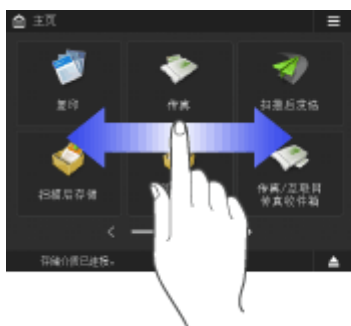 主页
复印
传真
扫描后发送
扫描后存储
传真/互联网
传真收件箱
存储介质已连接。